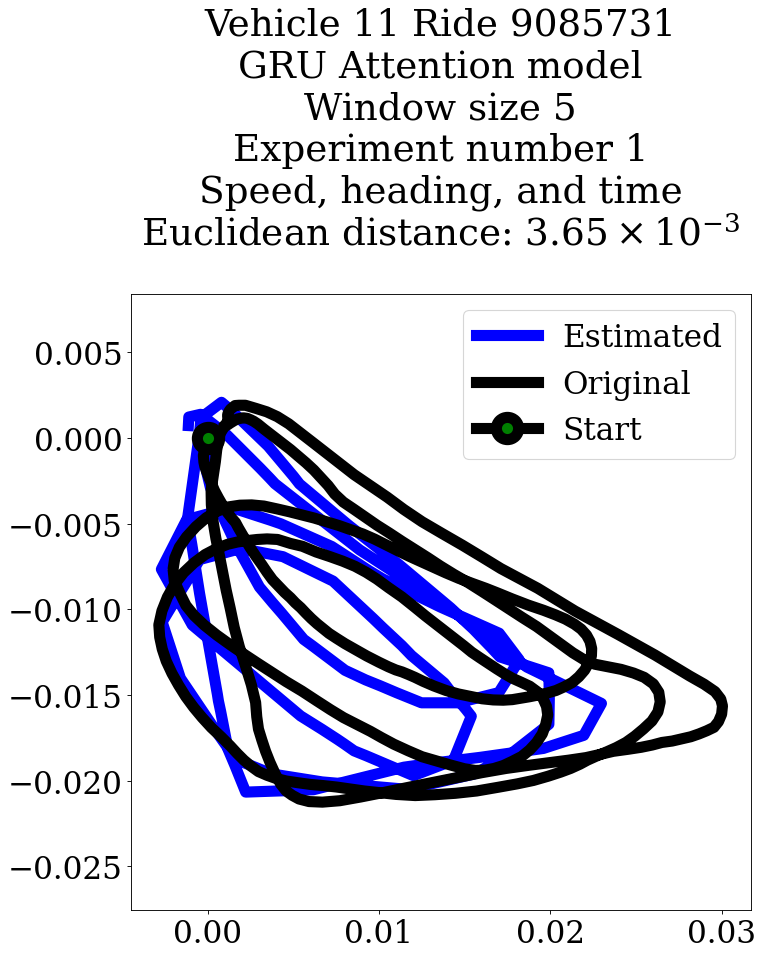 Vehicle 11 Ride 9085731
GRU Attention model
Window size 5
Experiment number 1
Speed, heading, and time
Euclidean distance: 3.65 × 10⁻³
Estimated
Original
Start
0.005
0.000
−0.005
−0.010
−0.015
−0.020
−0.025
0.00 0.01 0.02 0.03